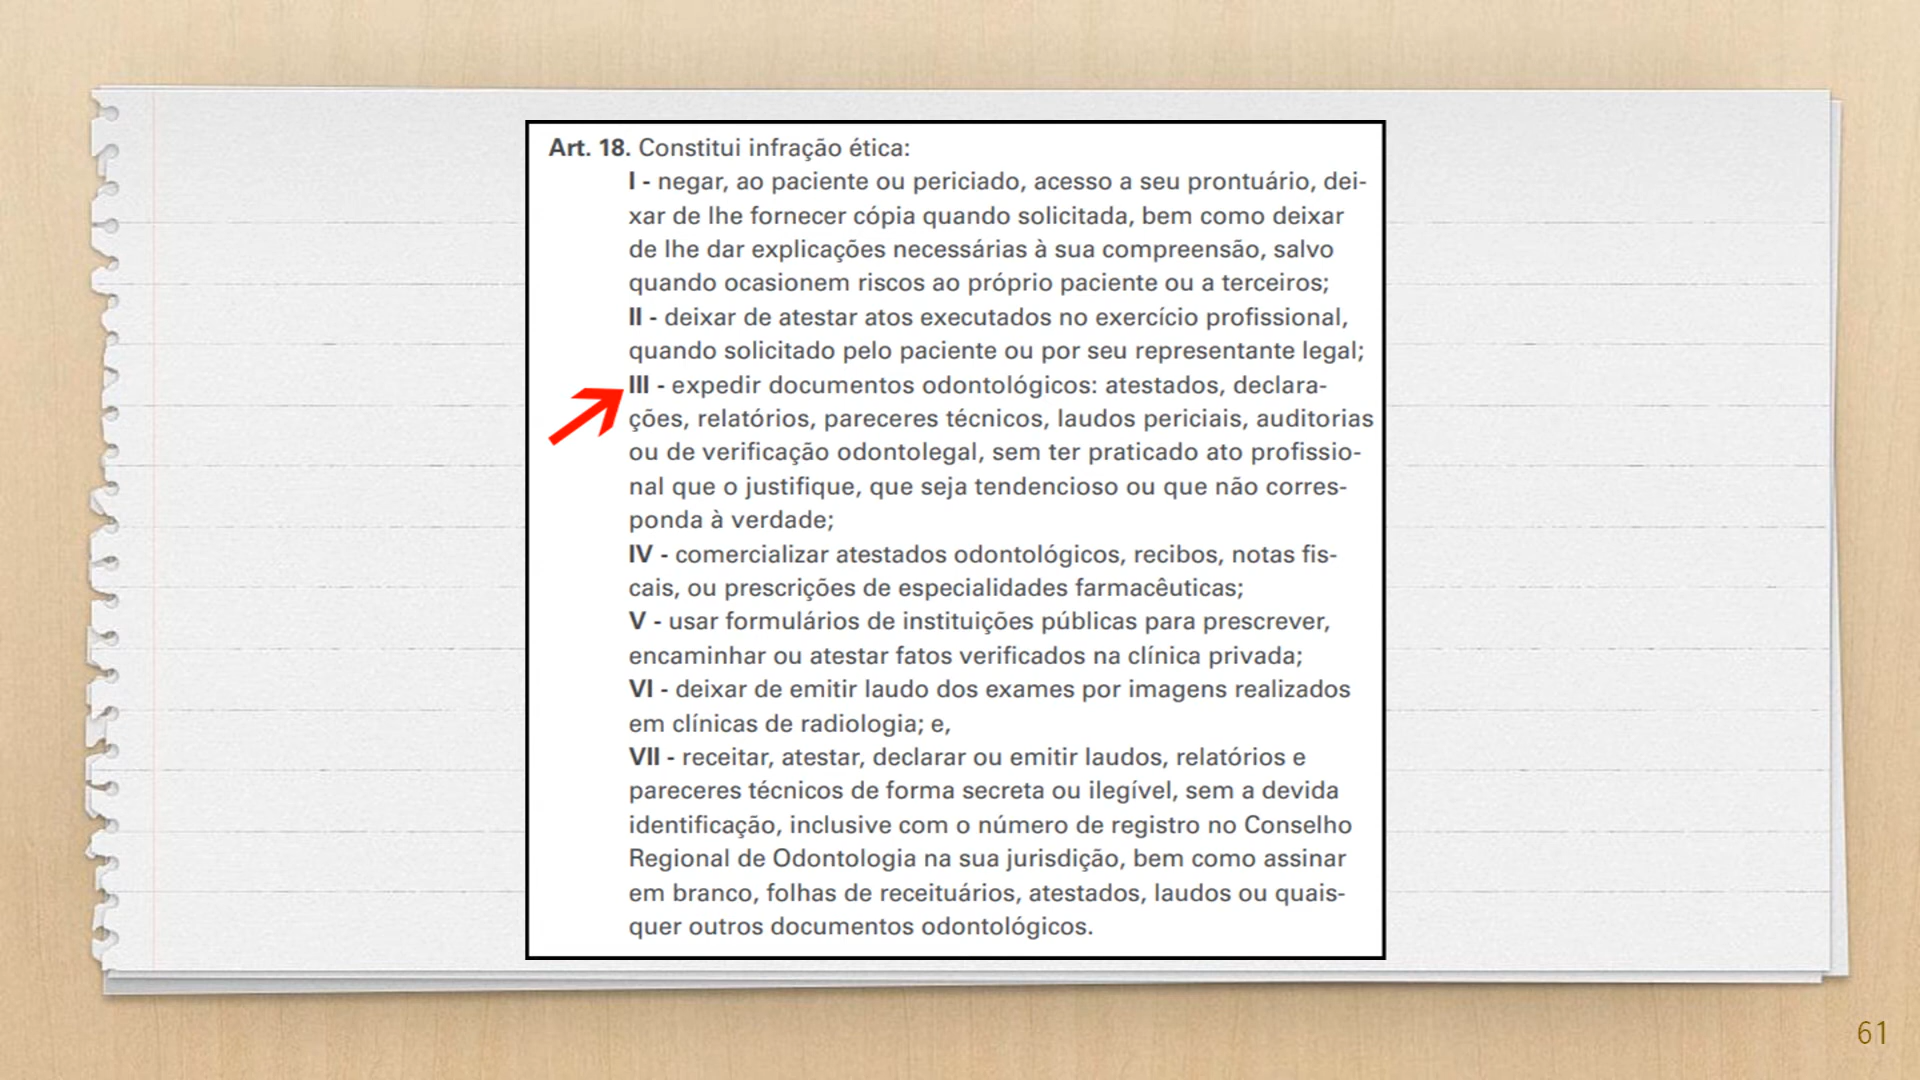 Art. 18. Constitui infração ética:
I - negar, ao paciente ou periciado, acesso a seu prontuário, dei-
xar de lhe fornecer cópia quando solicitada, bem como deixar
de lhe dar explicações necessárias à sua compreensão, salvo
quando ocasionem riscos ao próprio paciente ou a terceiros;
II - deixar de atestar atos executados no exercício profissional,
quando solicitado pelo paciente ou por seu representante legal;
III - expedir documentos odontológicos: atestados, declara-
ções, relatórios, pareceres técnicos, laudos periciais, auditorias
ou de verificação odontolegal, sem ter praticado ato profissio-
nal que o justifique, que seja tendencioso ou que não corres-
ponda à verdade;
IV - comercializar atestados odontológicos, recibos, notas fis-
cais, ou prescrições de especialidades farmacêuticas;
V - usar formulários de instituições públicas para prescrever,
encaminhar ou atestar fatos verificados na clínica privada;
VI - deixar de emitir laudo dos exames por imagens realizados
em clínicas de radiologia; e,
VII - receitar, atestar, declarar ou emitir laudos, relatórios e
pareceres técnicos de forma secreta ou ilegível, sem a devida
identificação, inclusive com o número de registro no Conselho
Regional de Odontologia na sua jurisdição, bem como assinar
em branco, folhas de receituários, atestados, laudos ou quais-
quer outros documentos odontológicos.
61